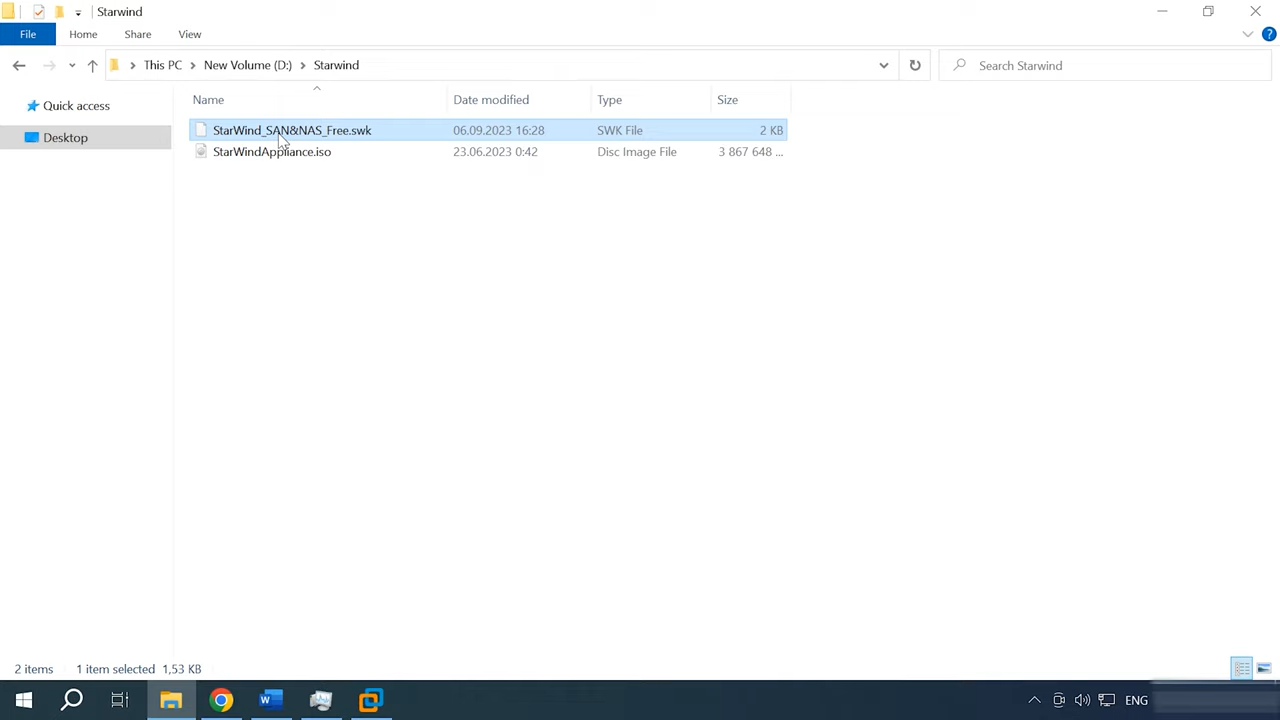 Starwind
File Home Share View
This PC New Volume (D:) Starwind Search Starwind
Name Date modified Type Size
Quick access
StarWind_SAN&NAS_Free.swk 06.09.2023 16:28 SWK File 2 KB
Desktop
StarWindAppliance.iso 23.06.2023 0:42 Disc Image File 3 867 648 ...
2 items 1 item selected 1,53 KB
W ENG